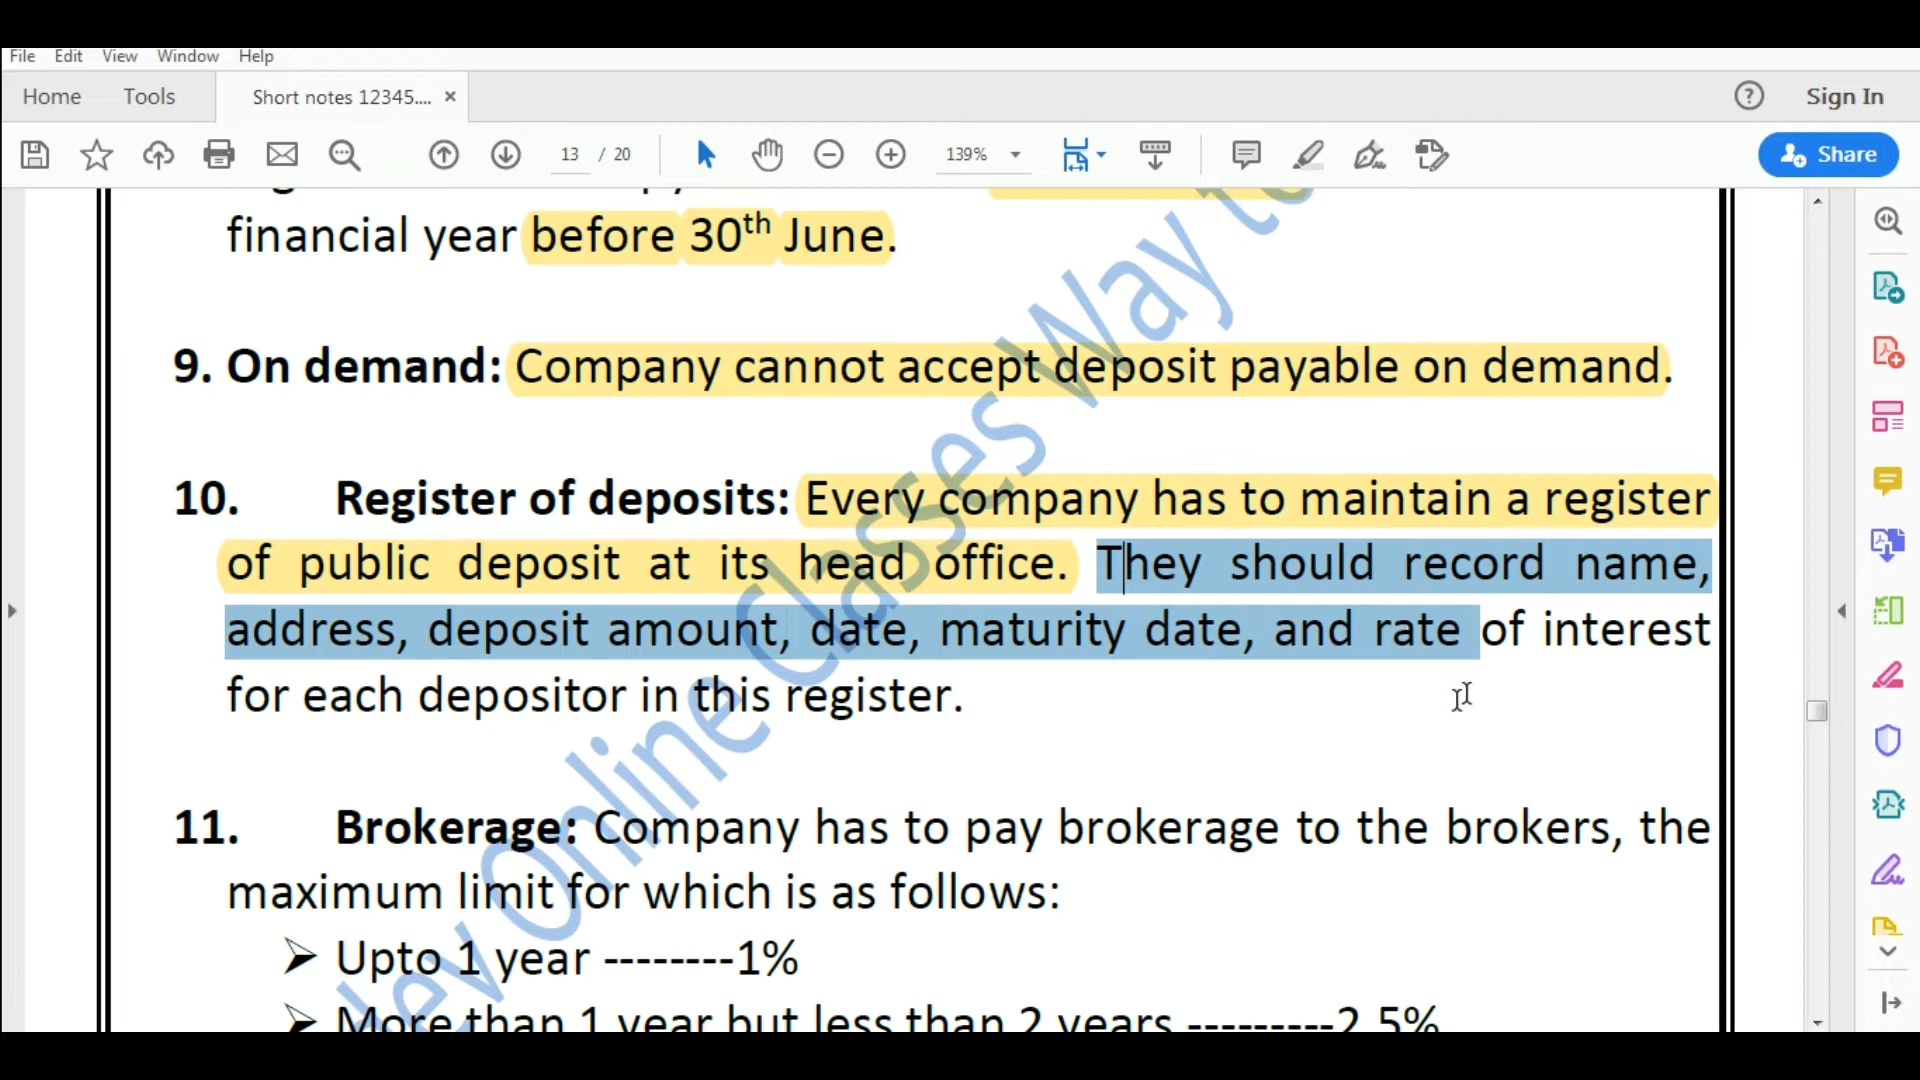 File Edit View Window Help
Home Tools Short notes 12345.... × Sign In
13 / 20 139% Share
financial year before 30th June.
9. On demand: Company cannot accept deposit payable on demand.
10. Register of deposits: Every company has to maintain a register
of public deposit at its head office. They should record name,
address, deposit amount, date, maturity date, and rate of interest
for each depositor in this register.
11. Brokerage: Company has to pay brokerage to the brokers, the
maximum limit for which is as follows:
➢ Upto 1 year --------1%
➢ More than 1 year but less than 2 years ---------2.5%
Online Classes Way to